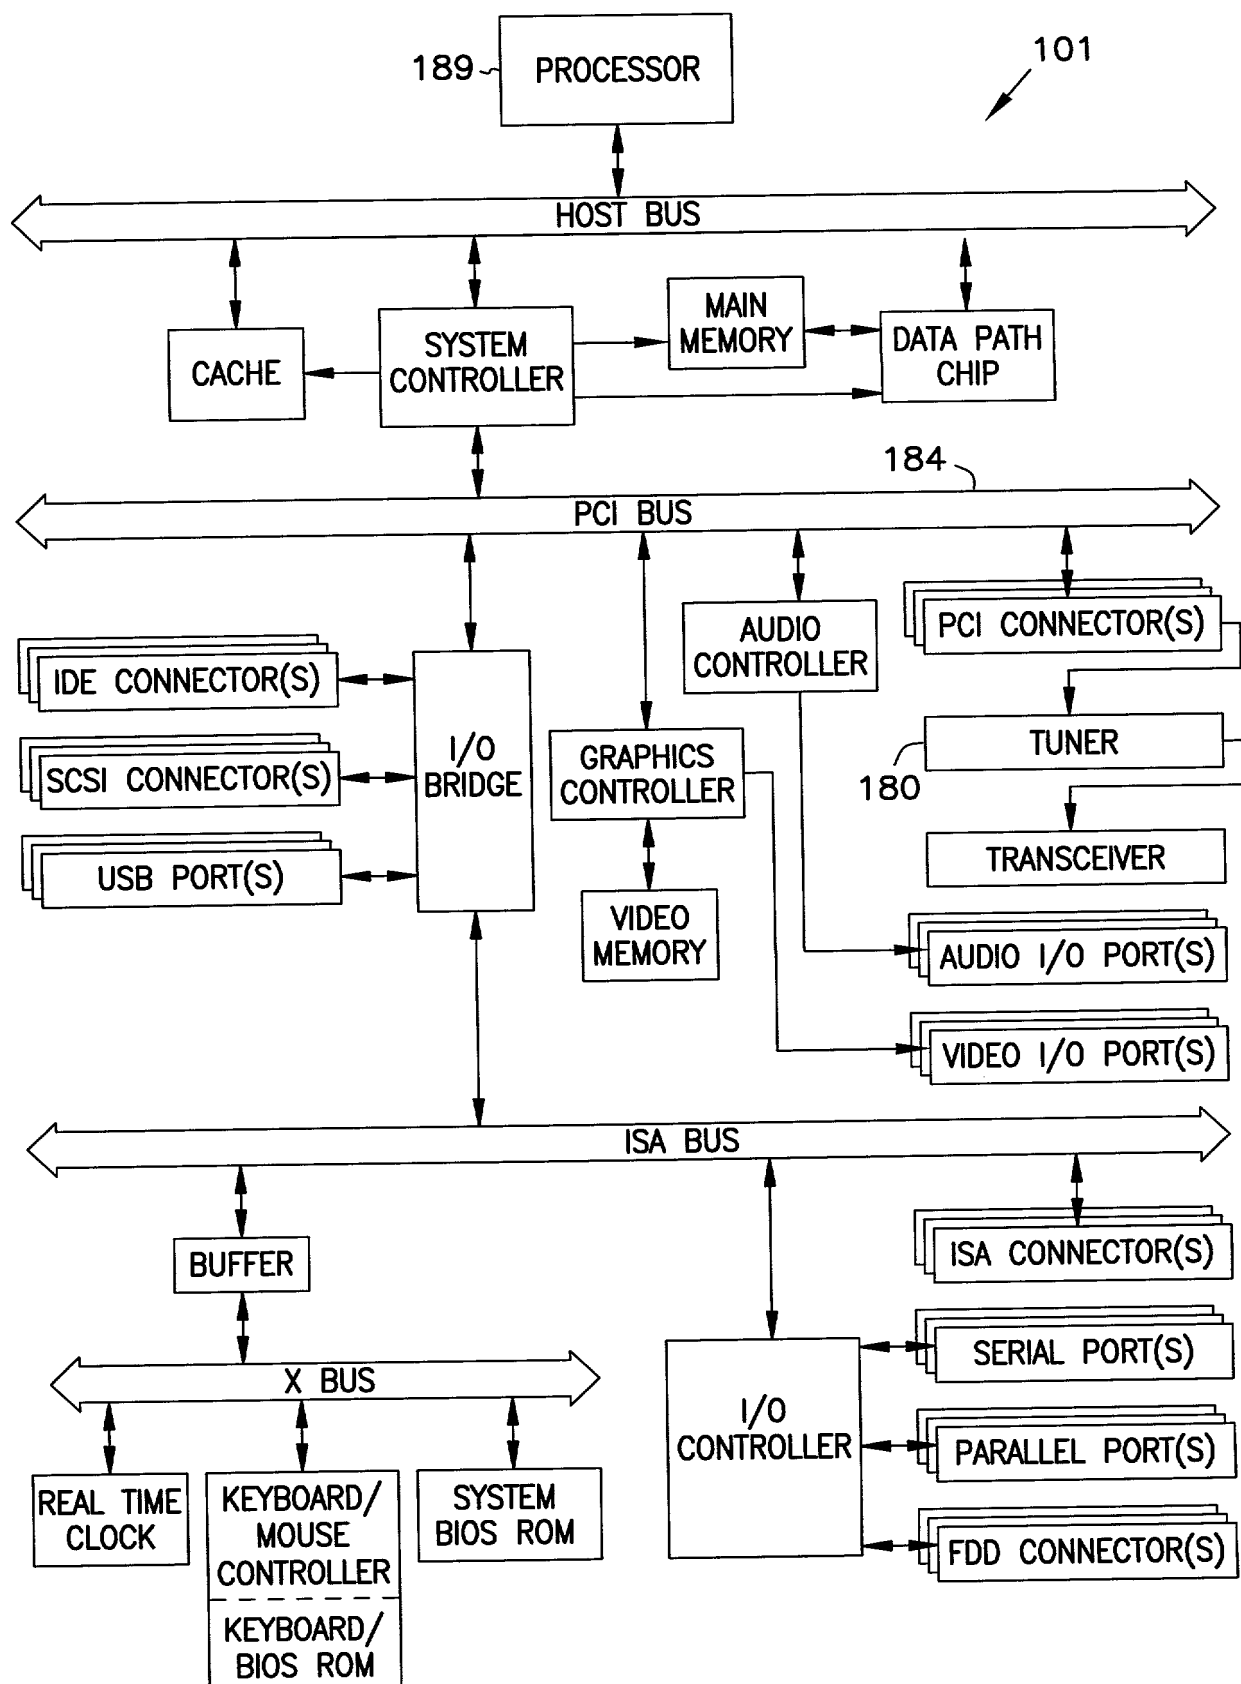 189
PROCESSOR
101
HOST BUS
CACHE
SYSTEM
CONTROLLER
MAIN
MEMORY
DATA PATH
CHIP
184
PCI BUS
IDE CONNECTOR(S)
SCSI CONNECTOR(S)
USB PORT(S)
I/O
BRIDGE
GRAPHICS
CONTROLLER
VIDEO
MEMORY
AUDIO
CONTROLLER
PCI CONNECTOR(S)
TUNER
180
TRANSCEIVER
AUDIO I/O PORT(S)
VIDEO I/O PORT(S)
ISA BUS
BUFFER
X BUS
REAL TIME
CLOCK
KEYBOARD/
MOUSE
CONTROLLER
KEYBOARD/
BIOS ROM
SYSTEM
BIOS ROM
I/O
CONTROLLER
ISA CONNECTOR(S)
SERIAL PORT(S)
PARALLEL PORT(S)
FDD CONNECTOR(S)